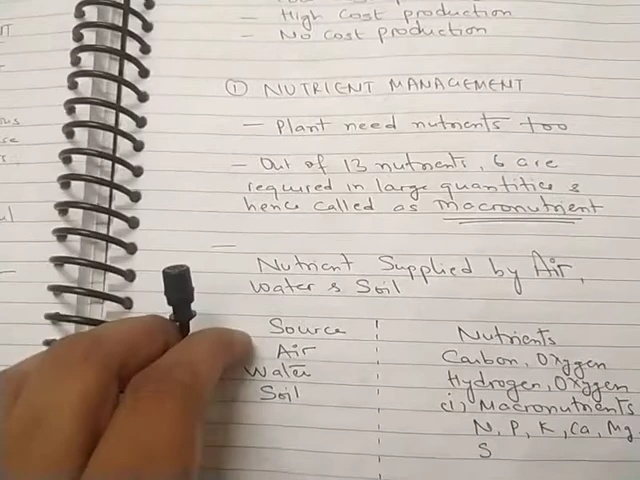 - High cost production
- No cost production
① NUTRIENT MANAGEMENT
- Plant need nutrients too
- Out of 13 nutrients, 6 are
required in large quantities &
hence called as macronutrient
-
Nutrient Supplied by Air,
Water & Soil
Source Nutrients
Air Carbon, Oxygen
Water Hydrogen, Oxygen
Soil (i) Macronutrients
N, P, K, Ca, Mg,
S